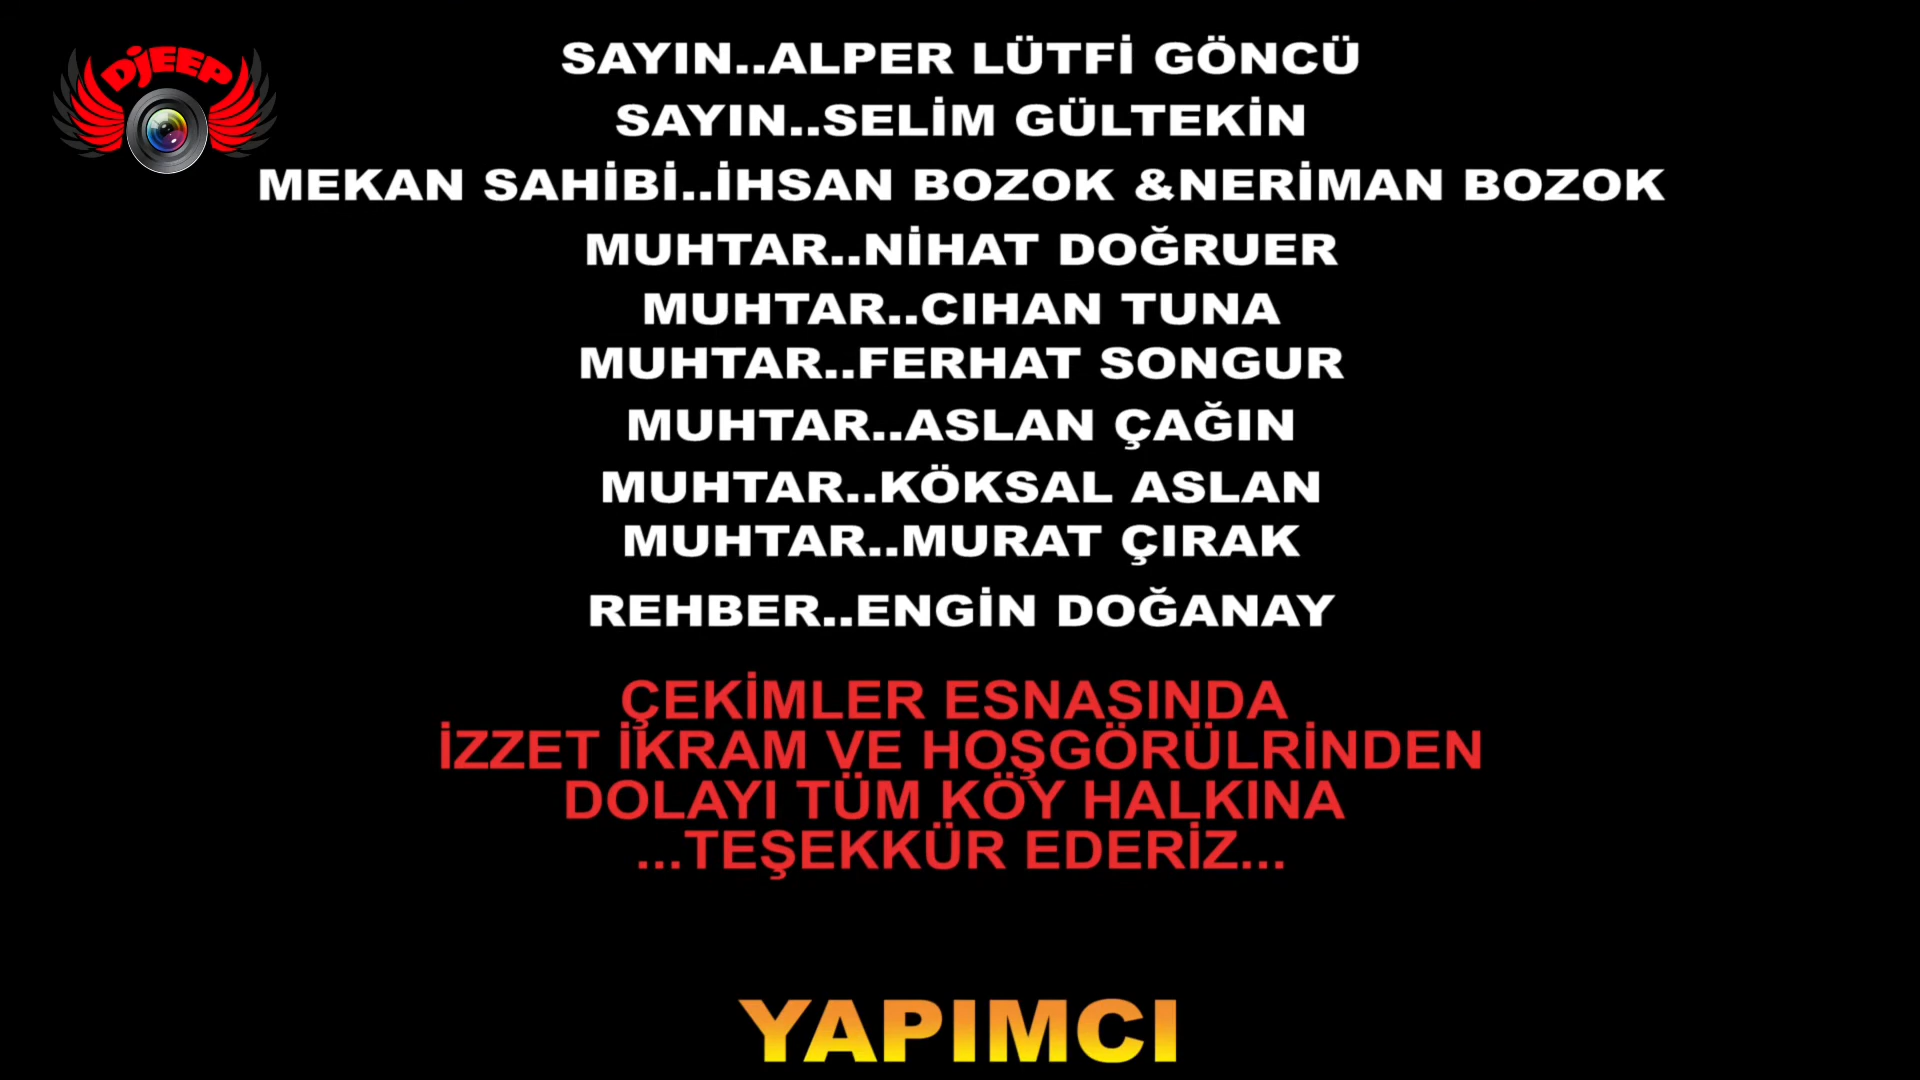 DjEEP
SAYIN..ALPER LÜTFİ GÖNCÜ
SAYIN..SELİM GÜLTEKİN
MEKAN SAHİBİ..İHSAN BOZOK &NERİMAN BOZOK
MUHTAR..NİHAT DOĞRUER
MUHTAR..CIHAN TUNA
MUHTAR..FERHAT SONGUR
MUHTAR..ASLAN ÇAĞIN
MUHTAR..KÖKSAL ASLAN
MUHTAR..MURAT ÇIRAK
REHBER..ENGİN DOĞANAY
ÇEKİMLER ESNASINDA
İZZET İKRAM VE HOŞGÖRÜLRİNDEN
DOLAYI TÜM KÖY HALKINA
...TEŞEKKÜR EDERİZ...
YAPIMCI